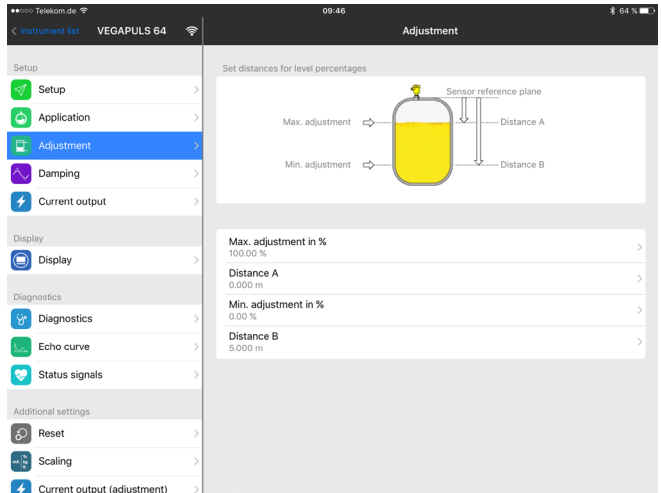 Telekom.de
09:46
64 %
Instrument list
VEGAPULS 64
Adjustment
Setup
Setup
Application
Adjustment
Damping
Current output
Display
Display
Diagnostics
Diagnostics
Echo curve
Status signals
Additional settings
Reset
Scaling
Current output (adjustment)
Set distances for level percentages
Sensor reference plane
Max. adjustment
Distance A
Min. adjustment
Distance B
Max. adjustment in %
100.00 %
Distance A
0.000 m
Min. adjustment in %
0.00 %
Distance B
5.000 m